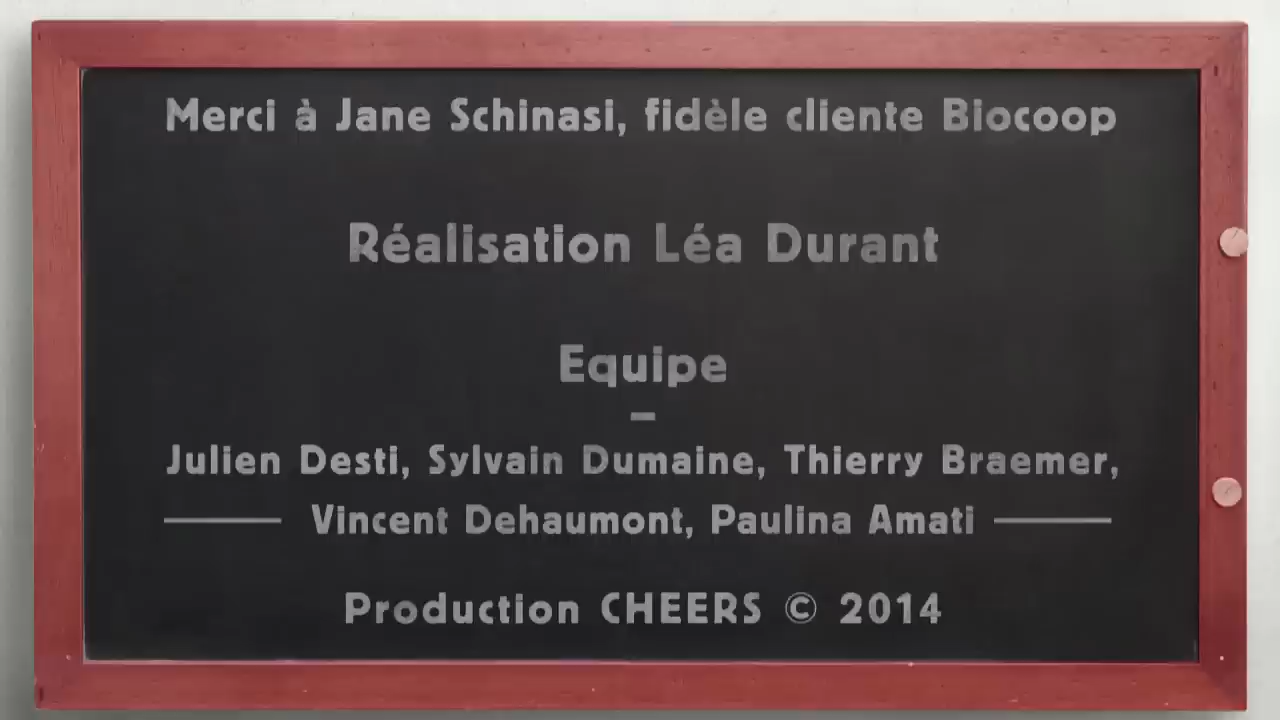 Merci à Jane Schinasi, fidèle cliente Biocoop
Réalisation Léa Durant
Equipe
–
Julien Desti, Sylvain Dumaine, Thierry Braemer,
Vincent Dehaumont, Paulina Amati
Production CHEERS © 2014